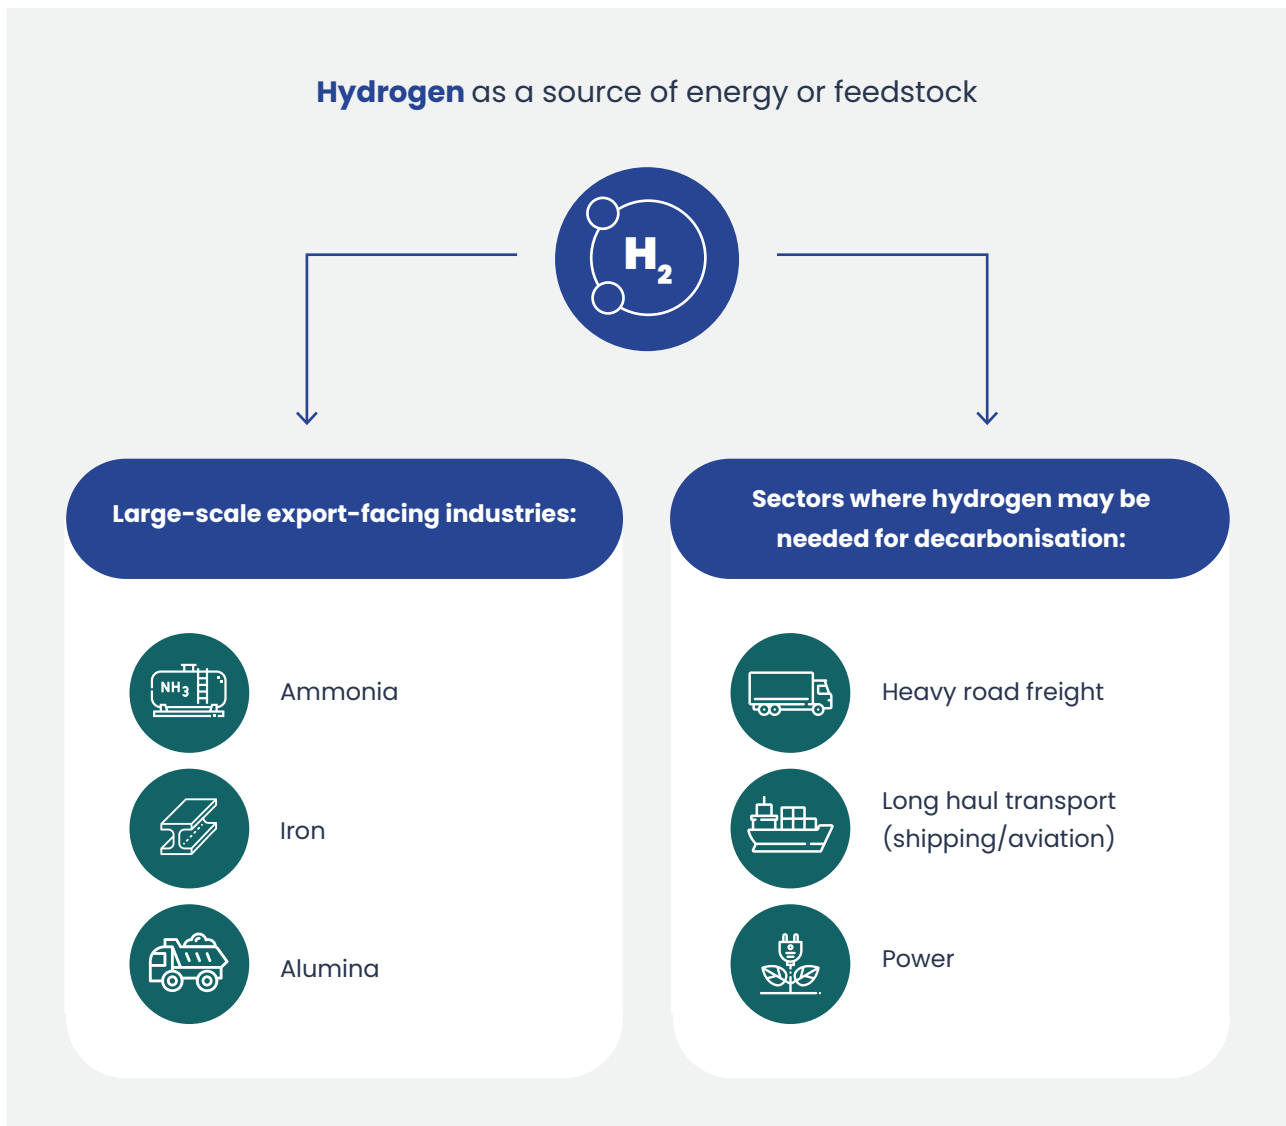 Hydrogen as a source of energy or feedstock
H₂
Large-scale export-facing industries:
NH₃
Ammonia
Iron
Alumina
Sectors where hydrogen may be
needed for decarbonisation:
Heavy road freight
Long haul transport
(shipping/aviation)
Power